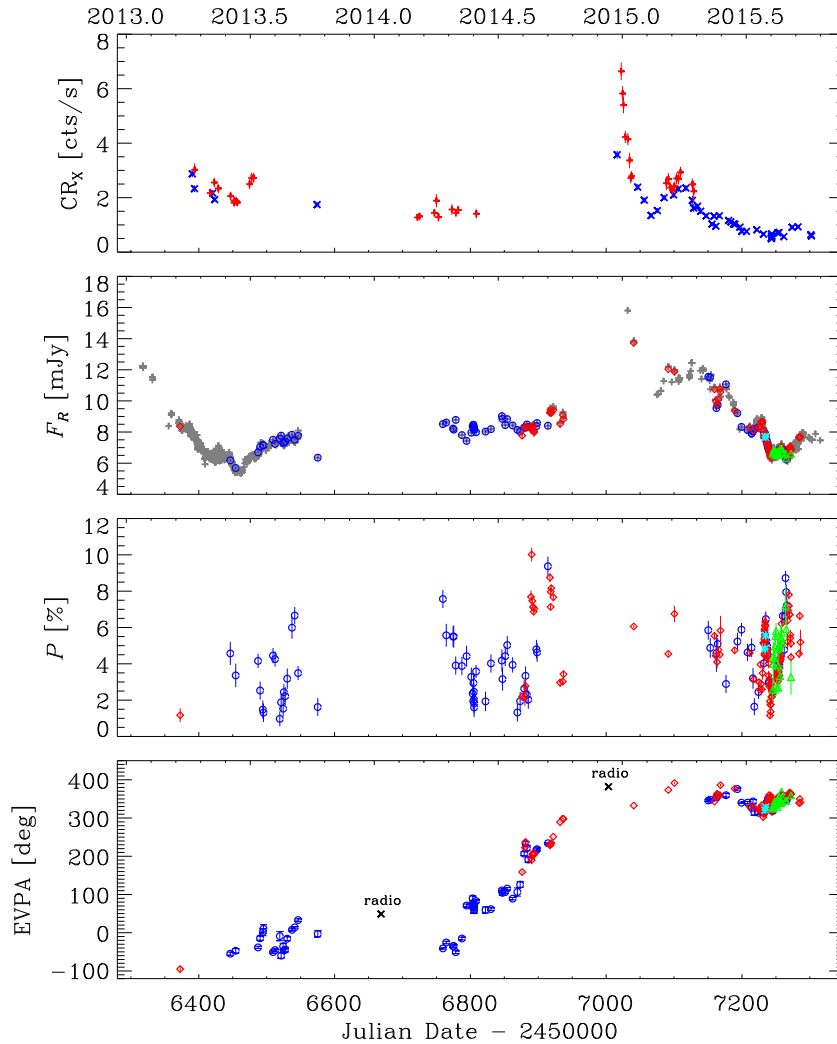 2013.0 2013.5 2014.0 2014.5 2015.0 2015.5
CR_X [cts/s]
8
6
4
2
0
F_R [mJy]
18
16
14
12
10
8
6
4
P [%]
12
10
8
6
4
2
0
EVPA [deg]
400
300
200
100
0
−100
radio
radio
6400 6600 6800 7000 7200
Julian Date − 2450000